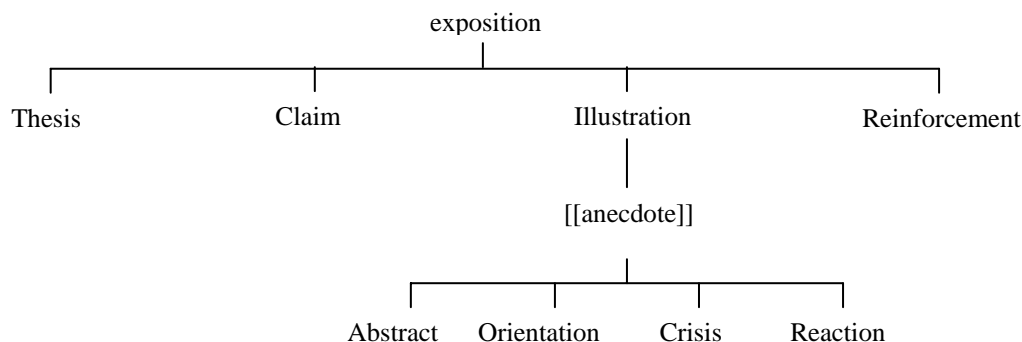 exposition
Thesis Claim Illustration Reinforcement
[[anecdote]]
Abstract Orientation Crisis Reaction